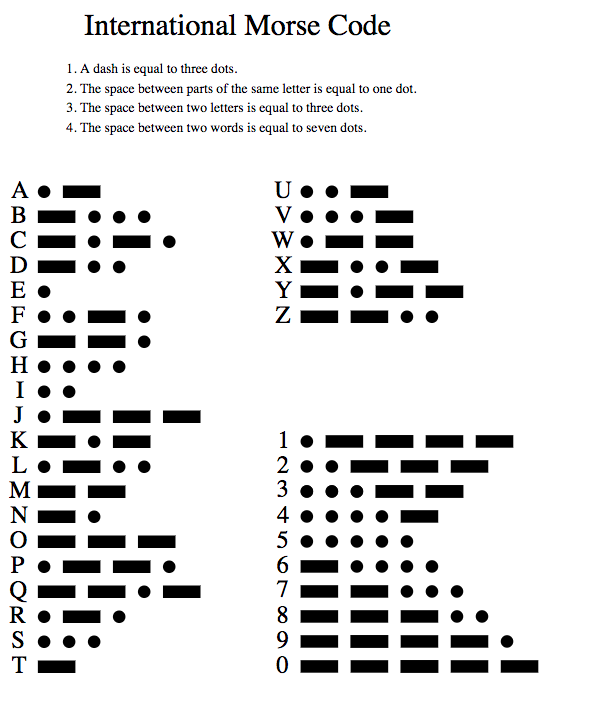 International Morse Code
1. A dash is equal to three dots.
2. The space between parts of the same letter is equal to one dot.
3. The space between two letters is equal to three dots.
4. The space between two words is equal to seven dots.
A
B
C
D
E
F
G
H
I
J
K
L
M
N
O
P
Q
R
S
T
U
V
W
X
Y
Z
1
2
3
4
5
6
7
8
9
0